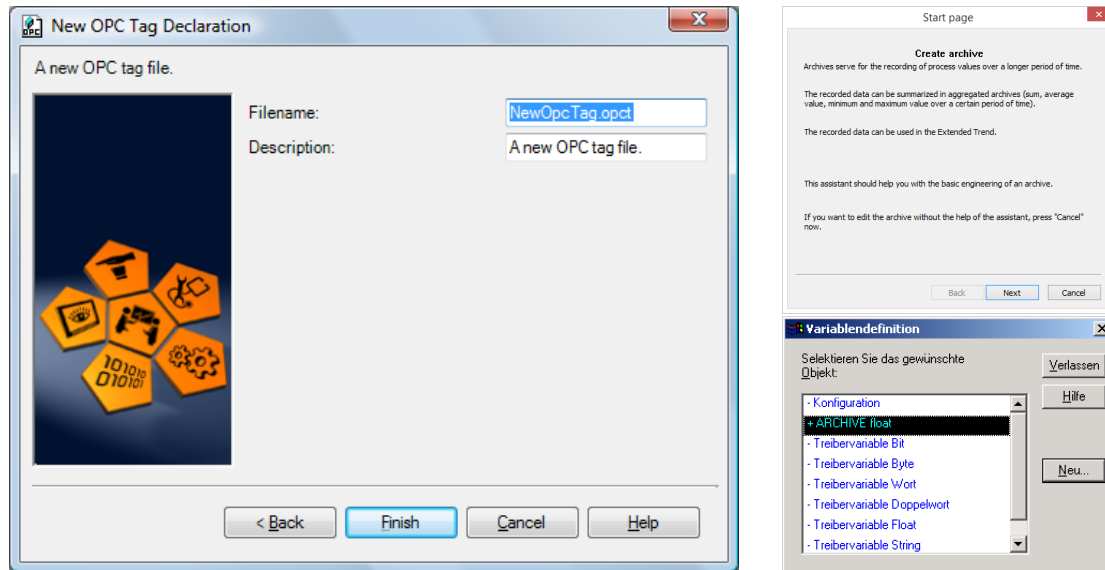 New OPC Tag Declaration
A new OPC tag file.
Filename:
NewOpcTag.opct
Description:
A new OPC tag file.
101010
010101
< Back
Finish
Cancel
Help
Start page
Create archive
Archives serve for the recording of process values over a longer period of time.
The recorded data can be summarized in aggregated archives (sum, average
value, minimum and maximum value over a certain period of time).
The recorded data can be used in the Extended Trend.
This assistant should help you with the basic engineering of an archive.
If you want to edit the archive without the help of the assistant, press "Cancel"
now.
Back
Next
Cancel
Variablendefinition
Selektieren Sie das gewünschte
Objekt:
- Konfiguration
+ ARCHIVE float
- Treibervariable Bit
- Treibervariable Byte
- Treibervariable Wort
- Treibervariable Doppelwort
- Treibervariable Float
- Treibervariable String
Verlassen
Hilfe
Neu...